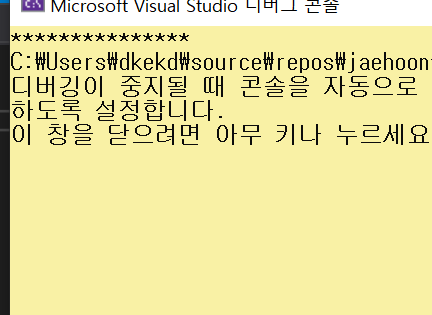 Microsoft Visual Studio 디버그 콘솔
***************
C:₩Users₩dkekd₩source₩repos₩jaehoon
디버깅이 중지될 때 콘솔을 자동으로
하도록 설정합니다.
이 창을 닫으려면 아무 키나 누르세요